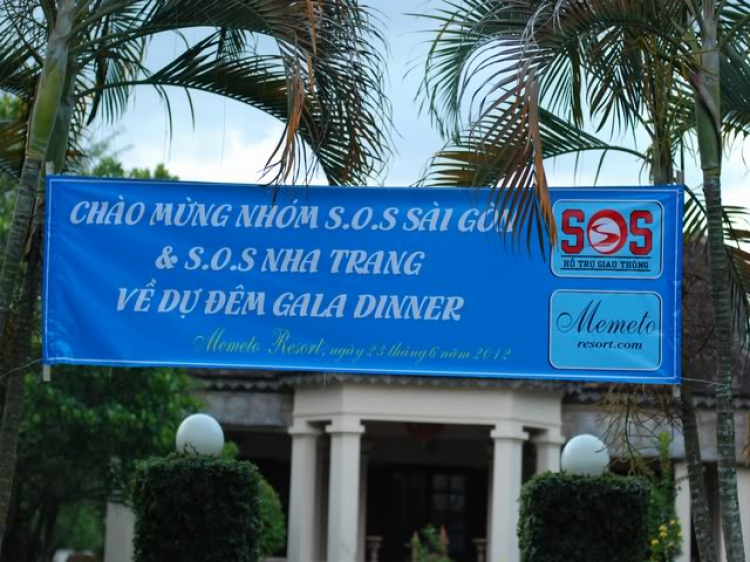 CHÀO MỪNG NHÓM S.O.S SÀI GÒN
& S.O.S NHA TRANG
VỀ DỰ ĐÊM GALA DINNER
Memeto Resort, ngày 23 tháng 6 năm 2012
SOS
HỖ TRỢ GIAO THÔNG
Memeto
resort.com